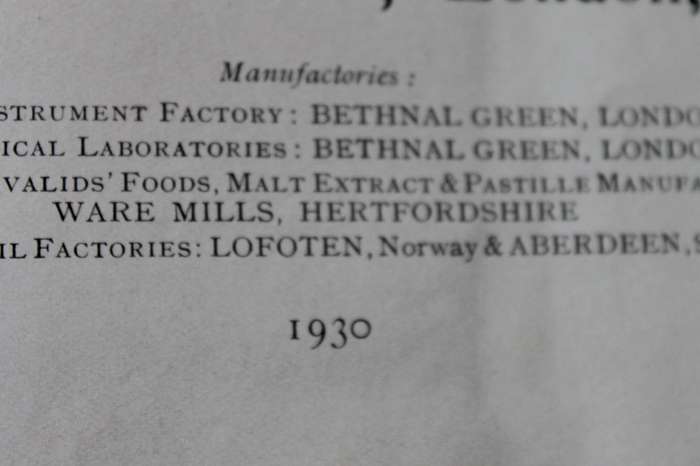 Manufactories:
STRUMENT FACTORY: BETHNAL GREEN, LONDO
ICAL LABORATORIES: BETHNAL GREEN, LONDO
VALIDS' FOODS, MALT EXTRACT & PASTILLE MANUFA
WARE MILLS, HERTFORDSHIRE
IL FACTORIES: LOFOTEN, Norway & ABERDEEN, S
1930